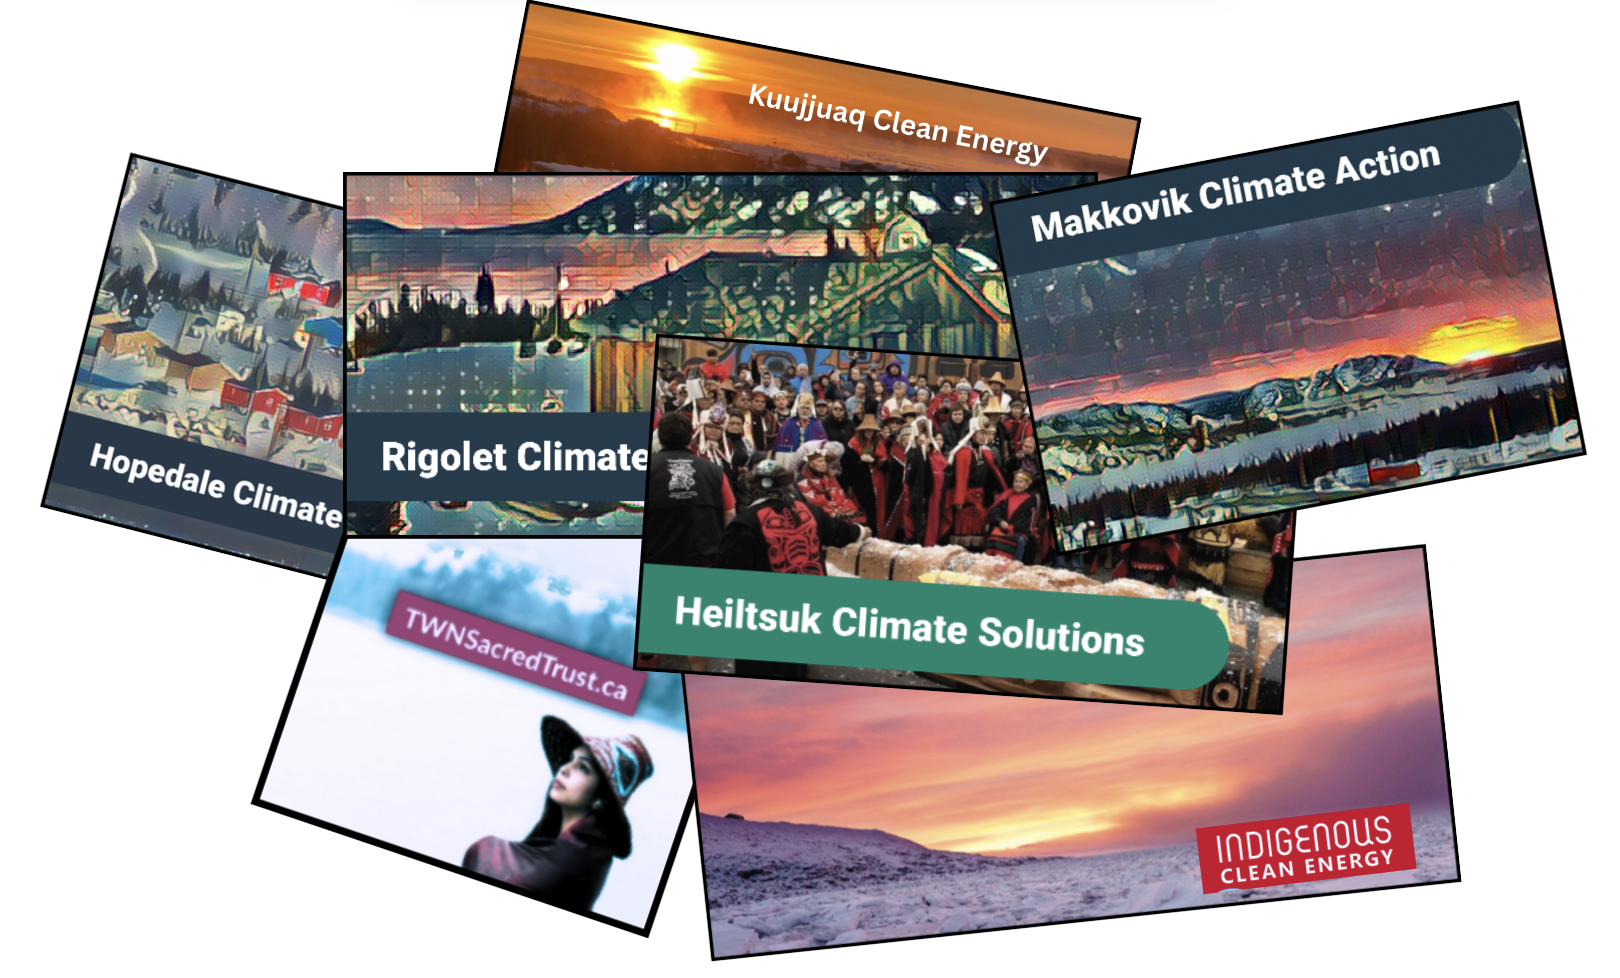 Kuujjuaq Clean Energy
Makkovik Climate Action
Hopedale Climate
Rigolet Climate
Heiltsuk Climate Solutions
TWNSacredTrust.ca
INDIGENOUS
CLEAN ENERGY